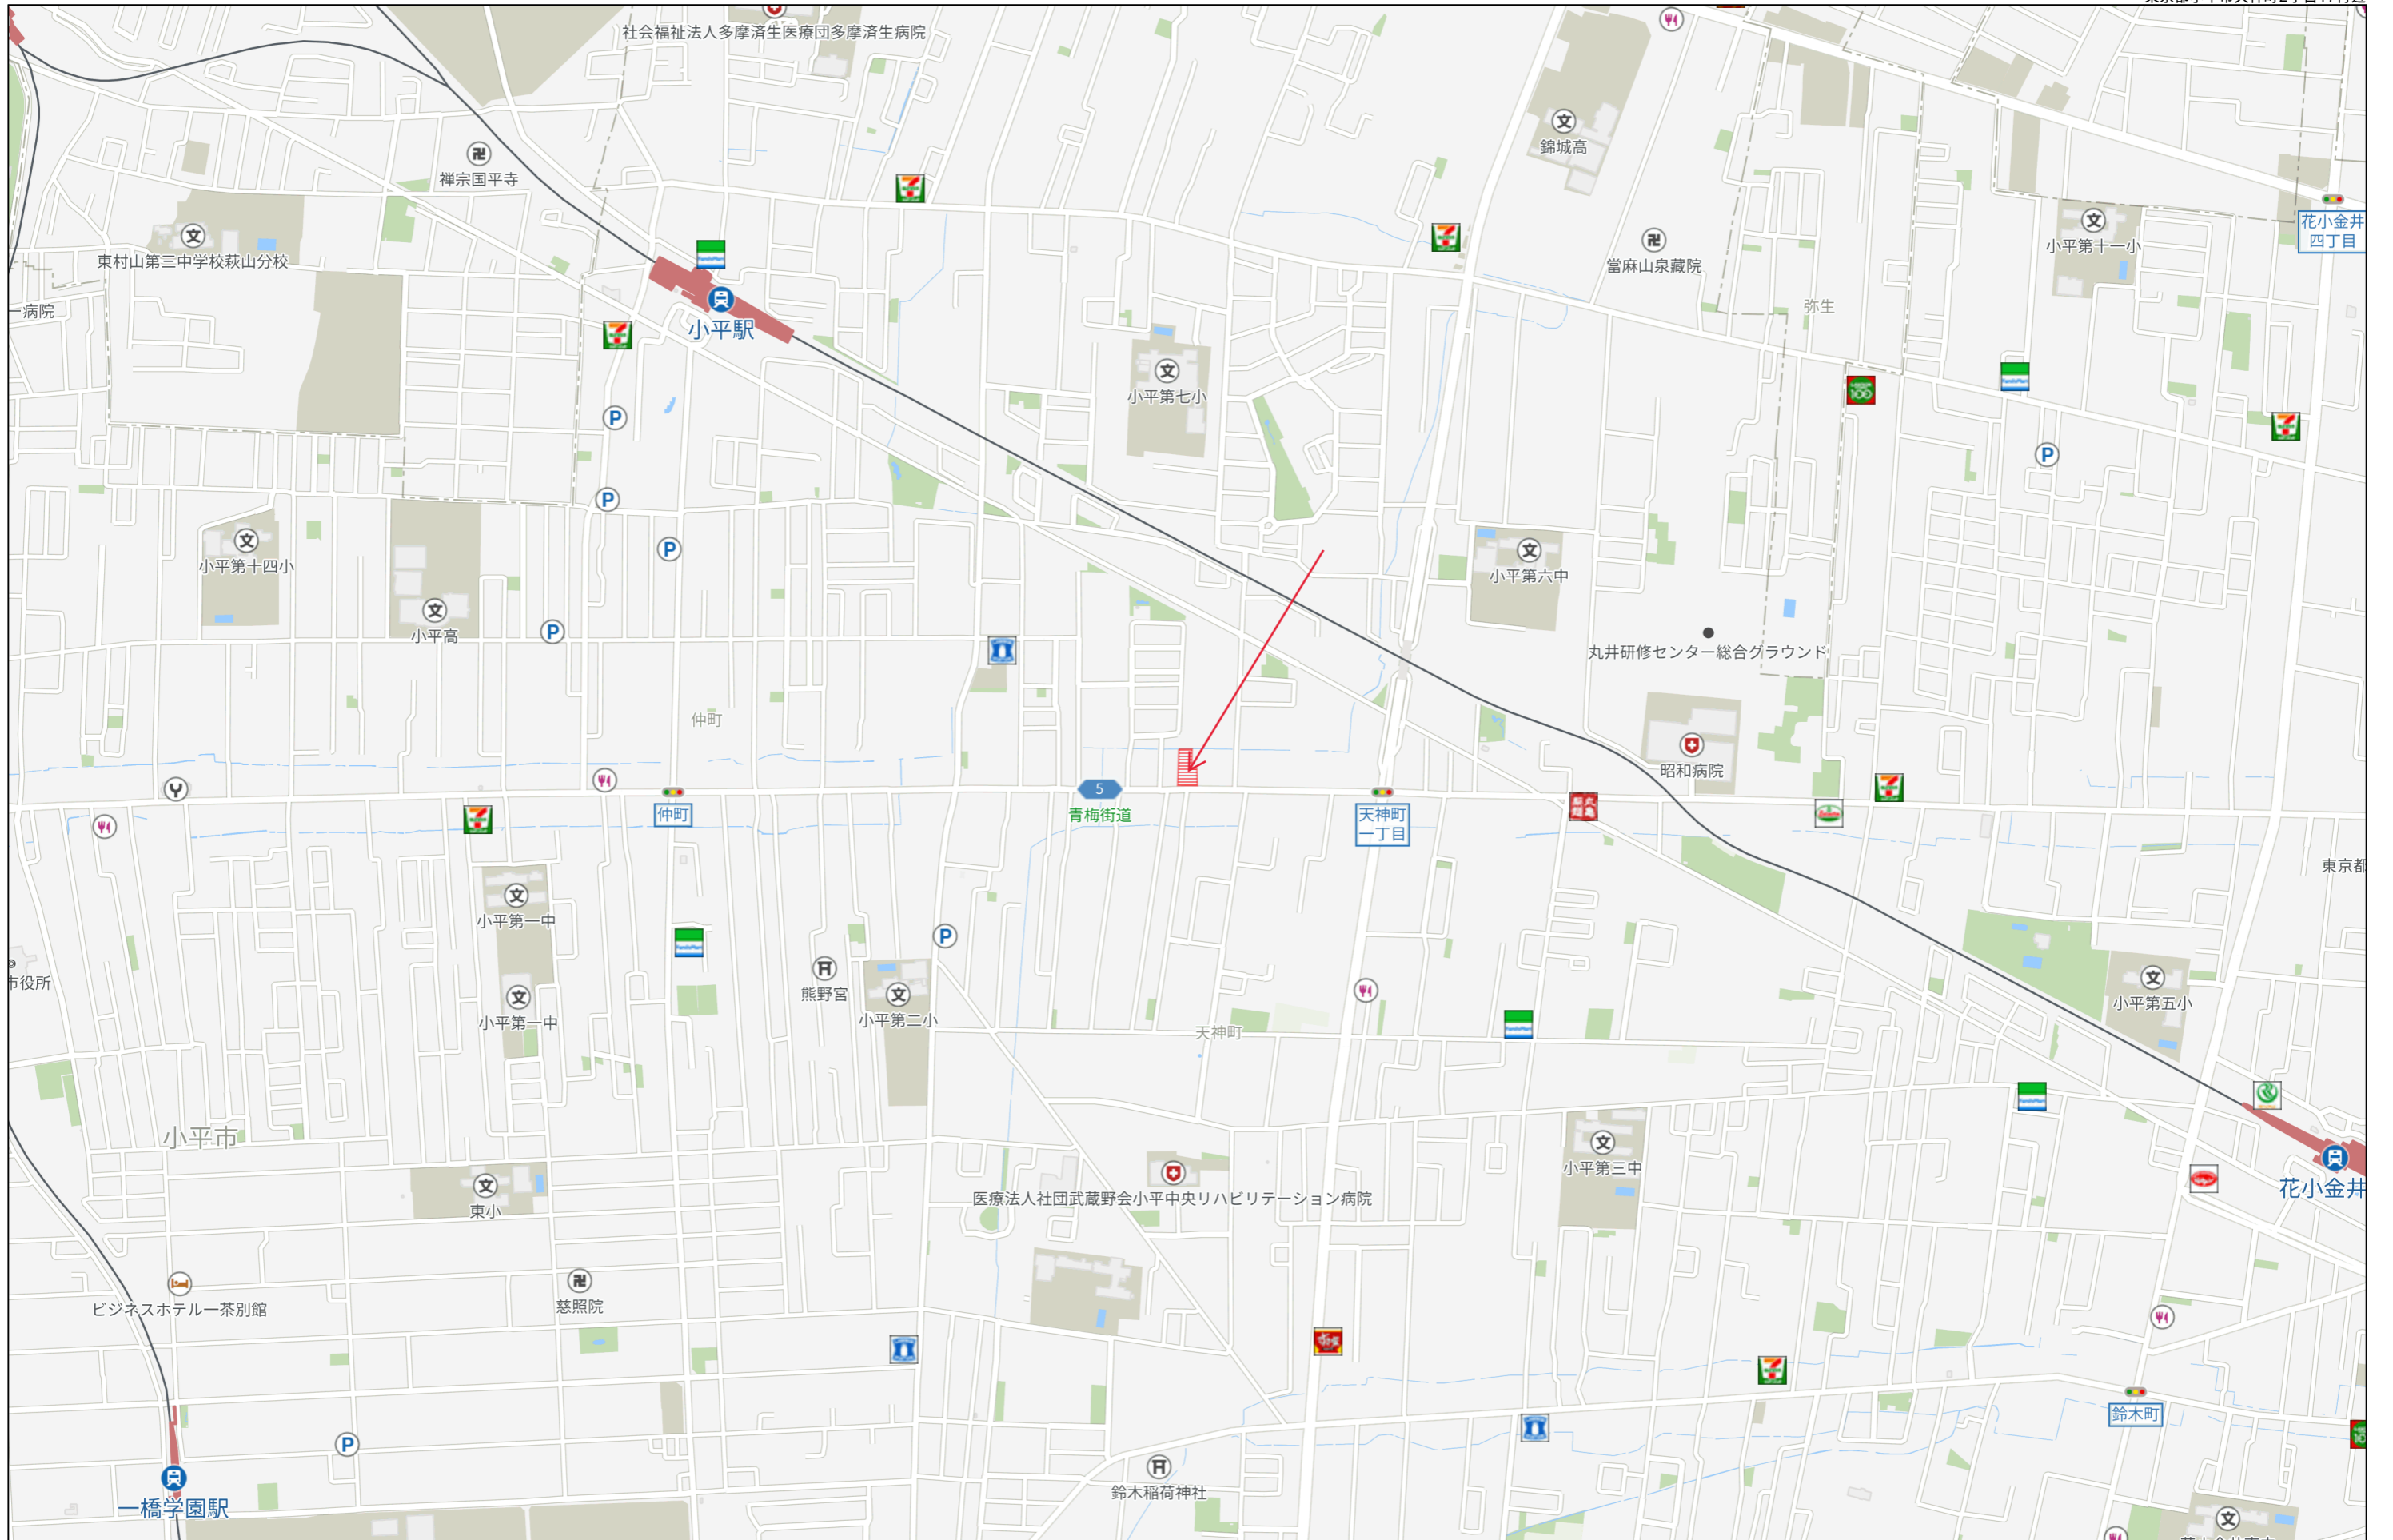 社会福祉法人多摩済生医療団多摩済生病院
錦城高
禅宗国平寺
東村山第三中学校萩山分校
當麻山泉蔵院
小平第十一小
花小金井
四丁目
弥生
病院
小平駅
小平第七小
小平第十四小
小平高
小平第六中
丸井研修センター総合グラウンド
仲町
昭和病院
5
青梅街道
仲町
天神町
一丁目
東京都
小平第一中
市役所
熊野宮
小平第二小
小平第一中
天神町
小平第五小
小平市
小平第三中
東小
医療法人社団武蔵野会小平中央リハビリテーション病院
花小金井
ビジネスホテル一茶別館
慈照院
鈴木町
鈴木稲荷神社
一橋学園駅